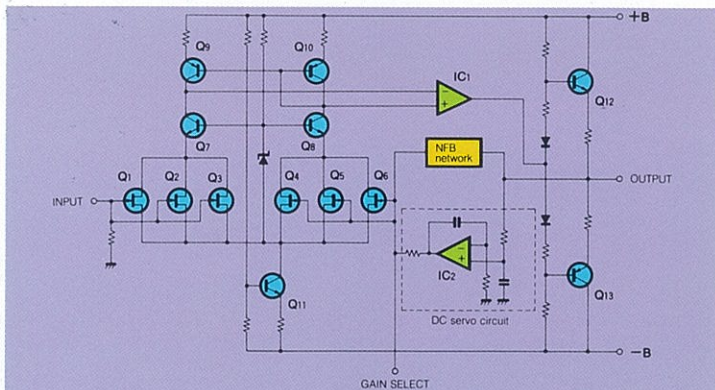 +B
Q9
Q10
IC1
Q12
Q7
Q8
NFB
network
Q1
Q2
Q3
Q4
Q5
Q6
INPUT
OUTPUT
IC2
Q11
Q13
DC servo circuit
−B
GAIN SELECT